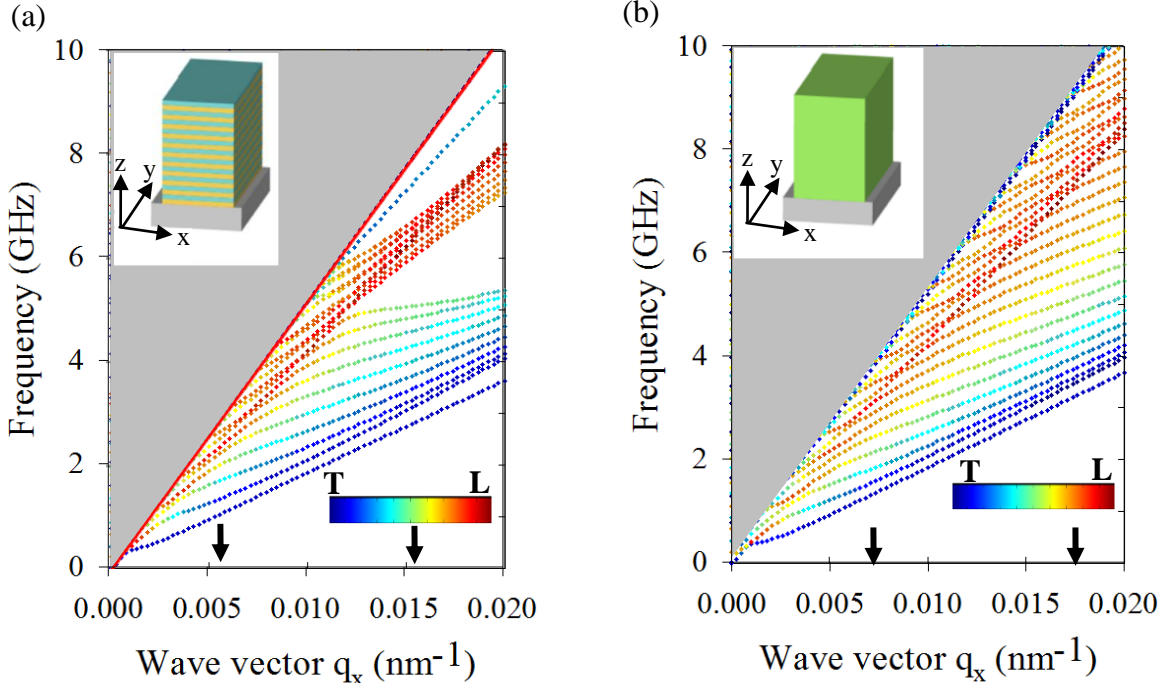 (a)
(b)
Frequency (GHz)
10
8
6
4
2
0
z
y
x
T
L
0.000
0.005
0.010
0.015
0.020
Wave vector qₓ (nm⁻¹)
Frequency (GHz)
10
8
6
4
2
0
z
y
x
T
L
0.000
0.005
0.010
0.015
0.020
Wave vector qₓ (nm⁻¹)